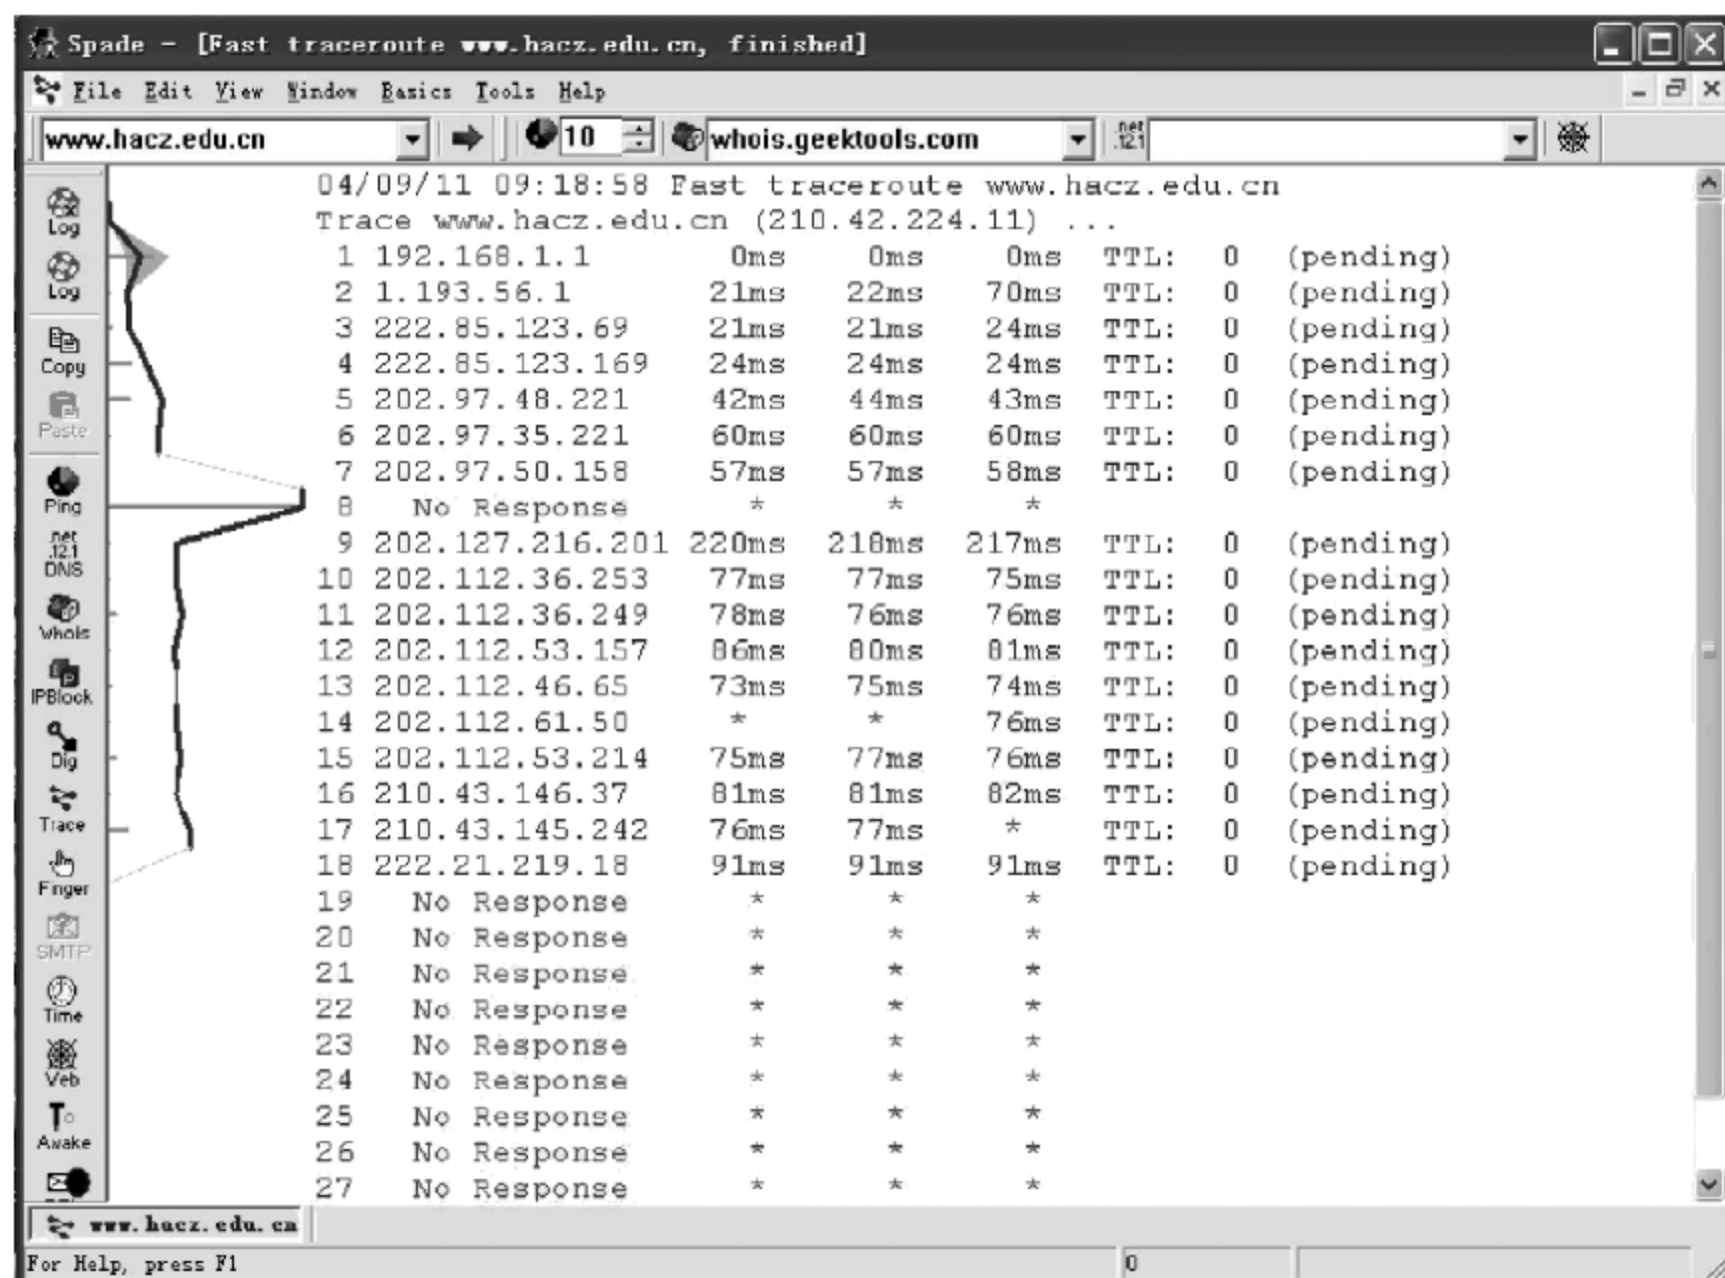 Spade - [Fast traceroute www.hacz.edu.cn, finished]
File Edit View Window Basics Tools Help
www.hacz.edu.cn 10 whois.geektools.com .net .12.1
04/09/11 09:18:58 Fast traceroute www.hacz.edu.cn
Trace www.hacz.edu.cn (210.42.224.11) ...
1 192.168.1.1 0ms 0ms 0ms TTL: 0 (pending)
2 1.193.56.1 21ms 22ms 70ms TTL: 0 (pending)
3 222.85.123.69 21ms 21ms 24ms TTL: 0 (pending)
4 222.85.123.169 24ms 24ms 24ms TTL: 0 (pending)
5 202.97.48.221 42ms 44ms 43ms TTL: 0 (pending)
6 202.97.35.221 60ms 60ms 60ms TTL: 0 (pending)
7 202.97.50.158 57ms 57ms 58ms TTL: 0 (pending)
8 No Response * * *
9 202.127.216.201 220ms 218ms 217ms TTL: 0 (pending)
10 202.112.36.253 77ms 77ms 75ms TTL: 0 (pending)
11 202.112.36.249 78ms 76ms 76ms TTL: 0 (pending)
12 202.112.53.157 86ms 80ms 81ms TTL: 0 (pending)
13 202.112.46.65 73ms 75ms 74ms TTL: 0 (pending)
14 202.112.61.50 * * 76ms TTL: 0 (pending)
15 202.112.53.214 75ms 77ms 76ms TTL: 0 (pending)
16 210.43.146.37 81ms 81ms 82ms TTL: 0 (pending)
17 210.43.145.242 76ms 77ms * TTL: 0 (pending)
18 222.21.219.18 91ms 91ms 91ms TTL: 0 (pending)
19 No Response * * *
20 No Response * * *
21 No Response * * *
22 No Response * * *
23 No Response * * *
24 No Response * * *
25 No Response * * *
26 No Response * * *
27 No Response * * *
Log
Log
Copy
Paste
Ping
.net
.12.1
DNS
Whois
IPBlock
Dig
Trace
Finger
SMTP
Time
Web
Awake
www.hacz.edu.cn
For Help, press F1 0